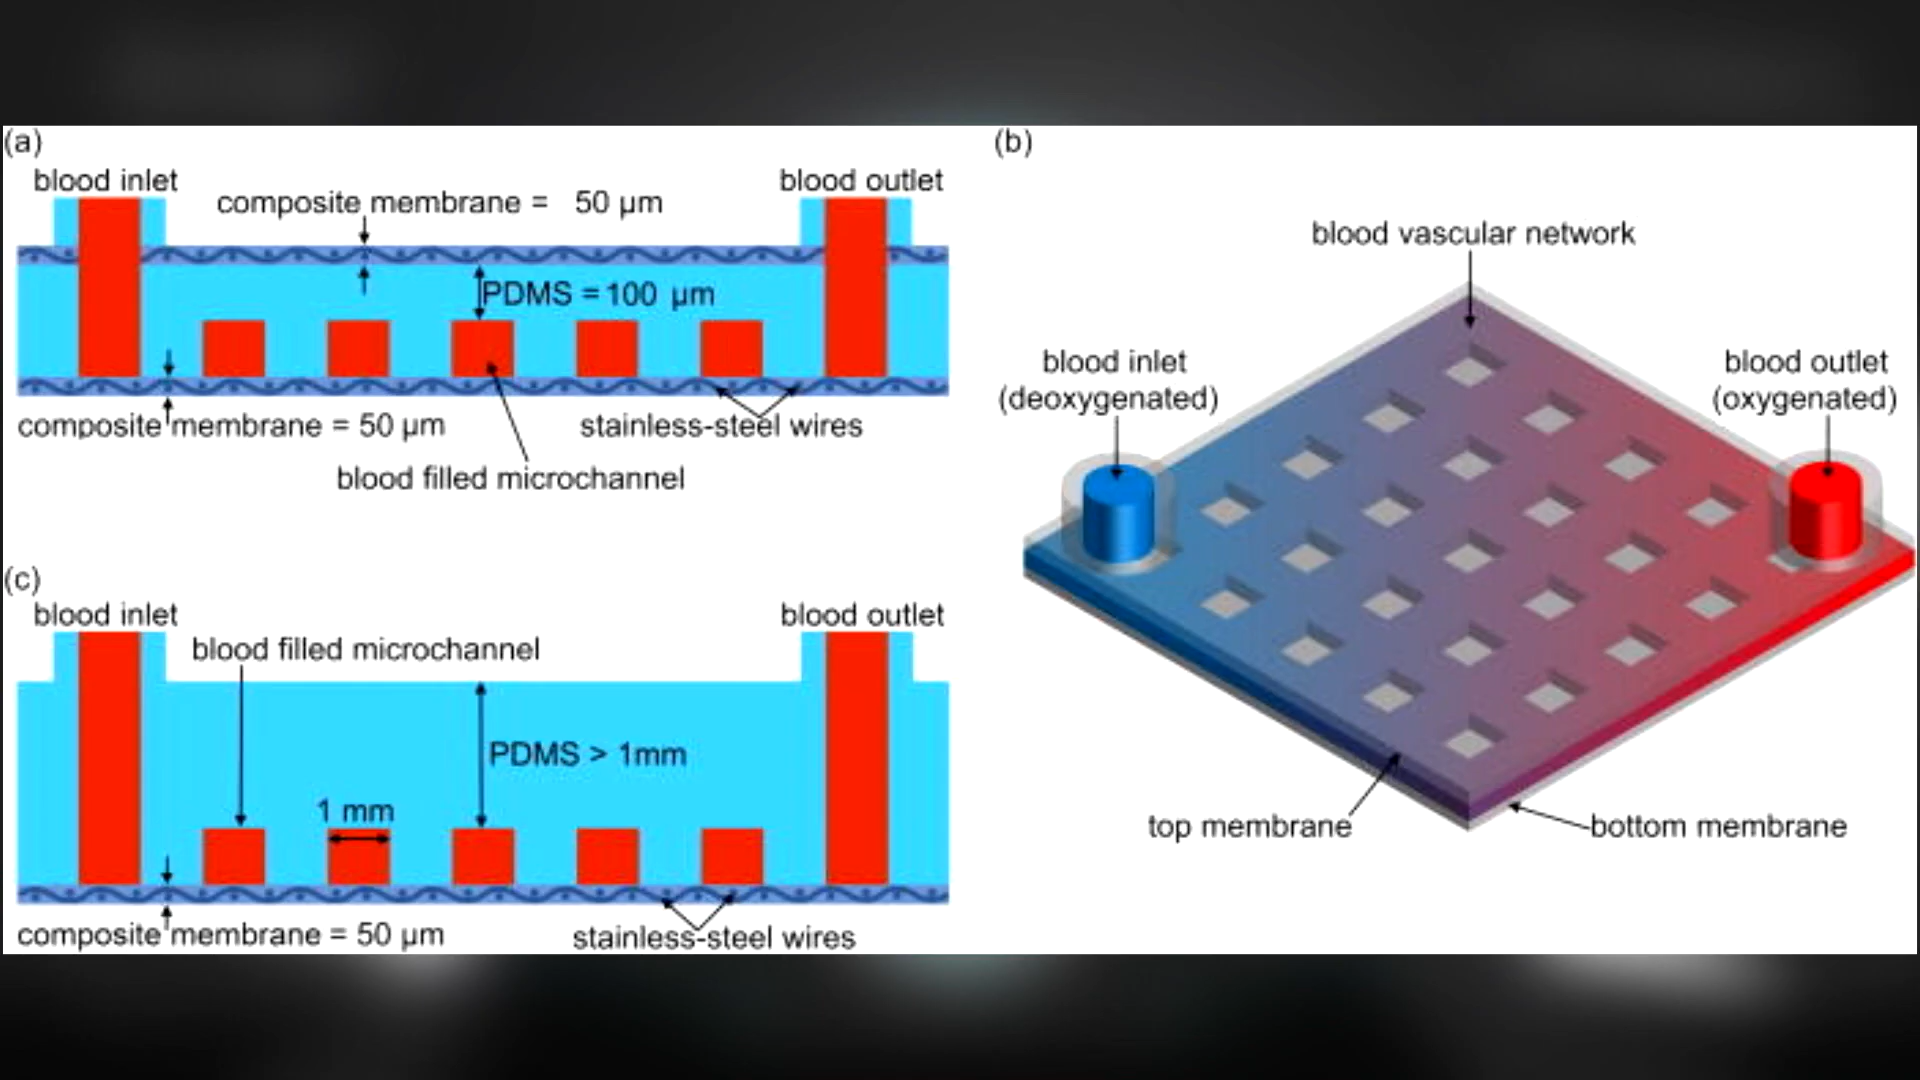 (a)
blood inlet
blood outlet
composite membrane = 50 µm
PDMS = 100 µm
composite membrane = 50 µm
stainless-steel wires
blood filled microchannel
(b)
blood vascular network
blood inlet
(deoxygenated)
blood outlet
(oxygenated)
top membrane
bottom membrane
(c)
blood inlet
blood outlet
blood filled microchannel
PDMS > 1mm
1 mm
composite membrane = 50 µm
stainless-steel wires